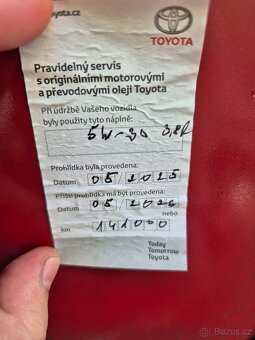 toyota.cz
TOYOTA
Pravidelný servis
s originálními motorovými
a převodovými oleji Toyota
Při údržbě Vašeho vozidla
byly použity tyto náplně:
5W-30 3,8l
Prohlídka byla provedena:
Datum 05 / 2025
Příští prohlídka má být provedena:
Datum 05 / 2026
nebo
km 141000
Today
Tomorrow
Toyota
Sbazos.cz